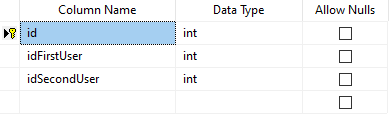 Column Name Data Type Allow Nulls
id int
idFirstUser int
idSecondUser int